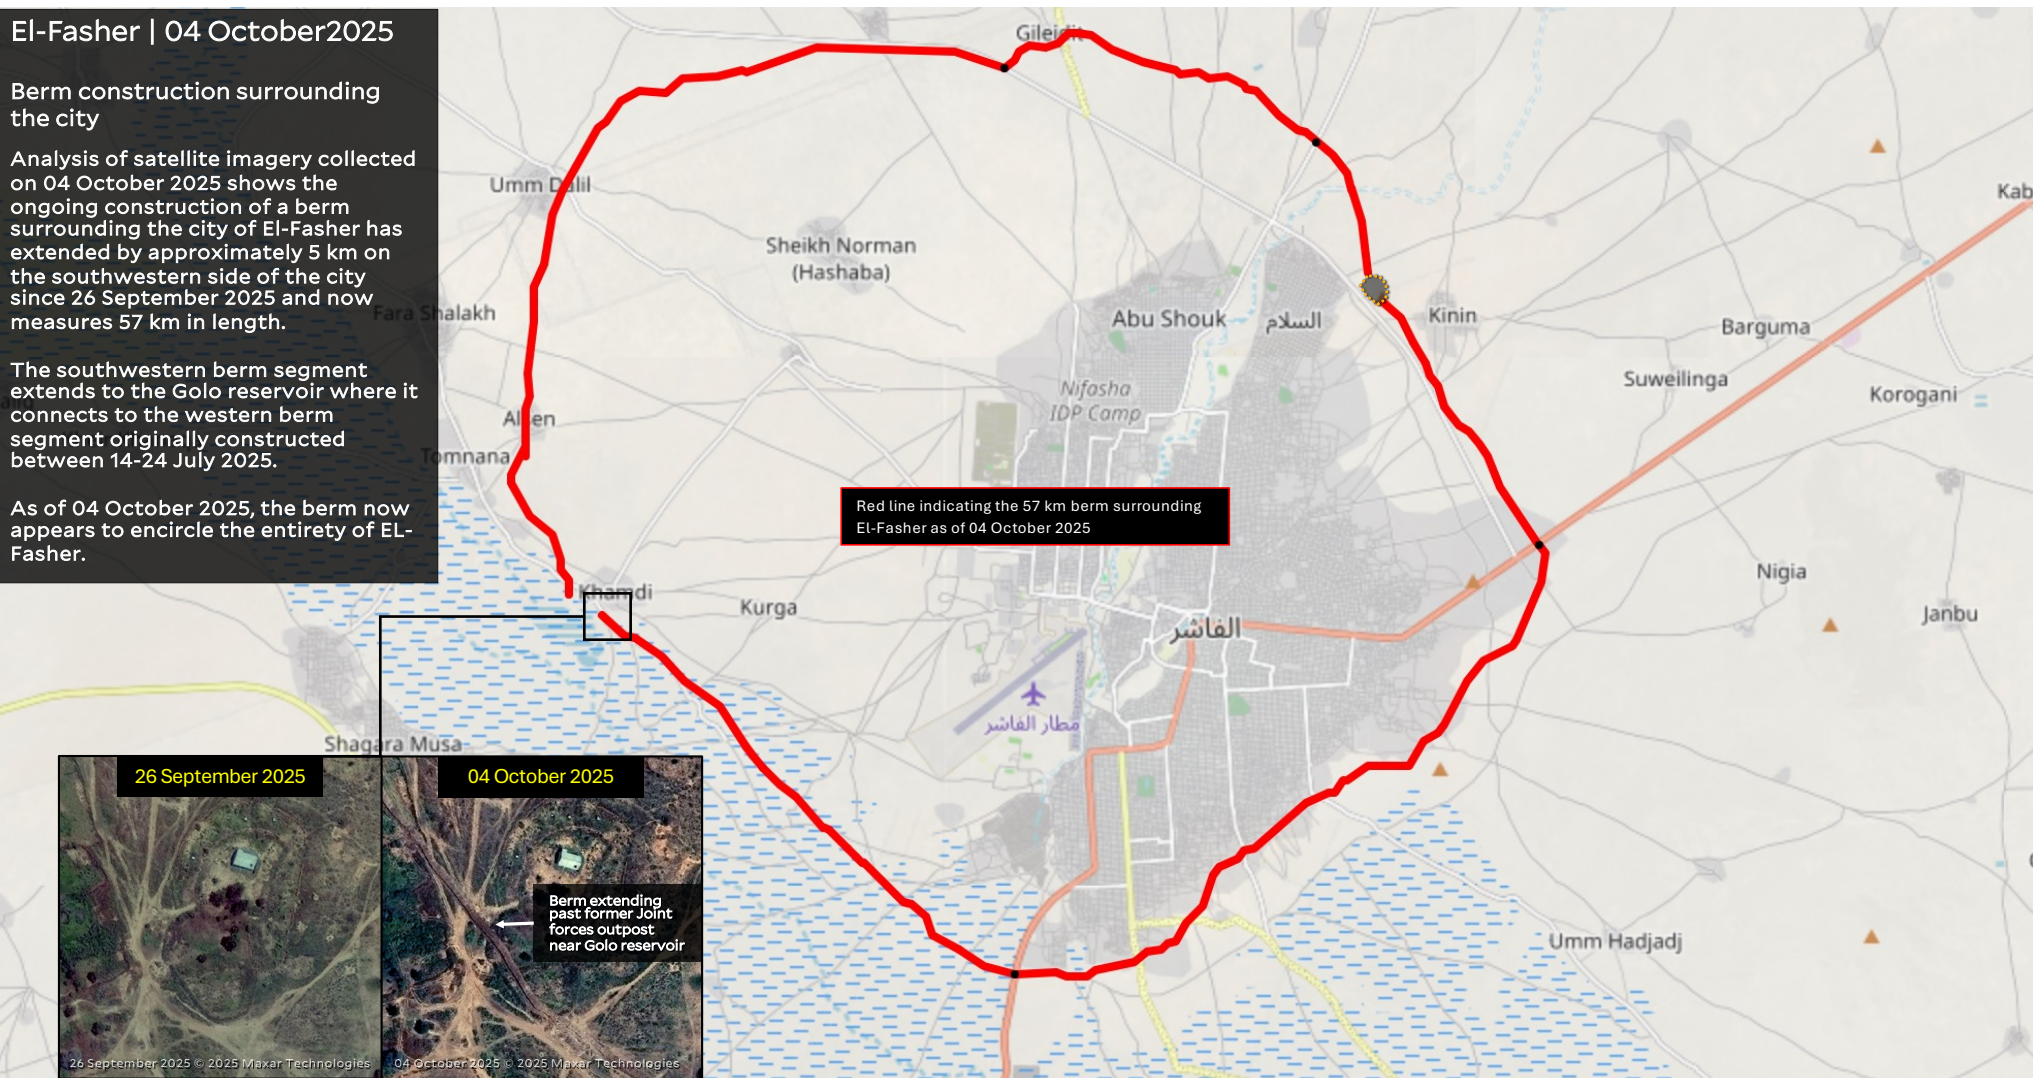 El-Fasher | 04 October2025
Berm construction surrounding
the city
Analysis of satellite imagery collected
on 04 October 2025 shows the
ongoing construction of a berm
surrounding the city of El-Fasher has
extended by approximately 5 km on
the southwestern side of the city
since 26 September 2025 and now
measures 57 km in length.
The southwestern berm segment
extends to the Golo reservoir where it
connects to the western berm
segment originally constructed
between 14-24 July 2025.
As of 04 October 2025, the berm now
appears to encircle the entirety of EL-
Fasher.
Umm Dalil
Sheikh Norman
(Hashaba)
Fara Shalakh
Abu Shouk
السلام
Kinin
Barguma
Kab
Suweilinga
Korogani
Nifasha
IDP Camp
Tomnana
Red line indicating the 57 km berm surrounding
El-Fasher as of 04 October 2025
Khamdi
Kurga
الفاشر
Nigia
Janbu
مطار الفاشر
Shagara Musa
Umm Hadjadj
26 September 2025
04 October 2025
Berm extending
past former Joint
forces outpost
near Golo reservoir
26 September 2025 © 2025 Maxar Technologies
04 October 2025 © 2025 Maxar Technologies